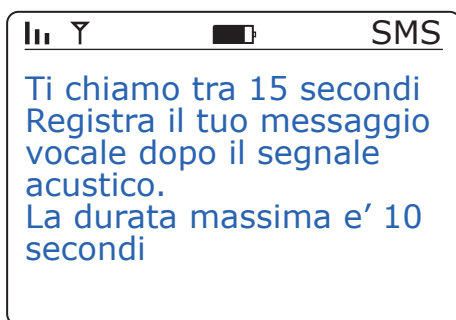 SMS
Ti chiamo tra 15 secondi
Registra il tuo messaggio
vocale dopo il segnale
acustico.
La durata massima e’ 10
secondi